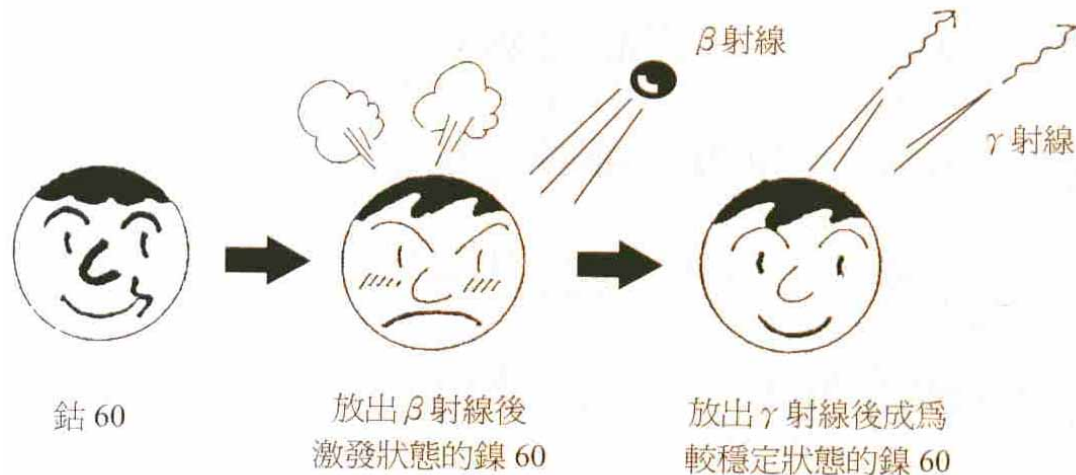 β射線
γ射線
鈷 60
放出β射線後
激發狀態的鎳 60
放出γ射線後成爲
較穩定狀態的鎳 60